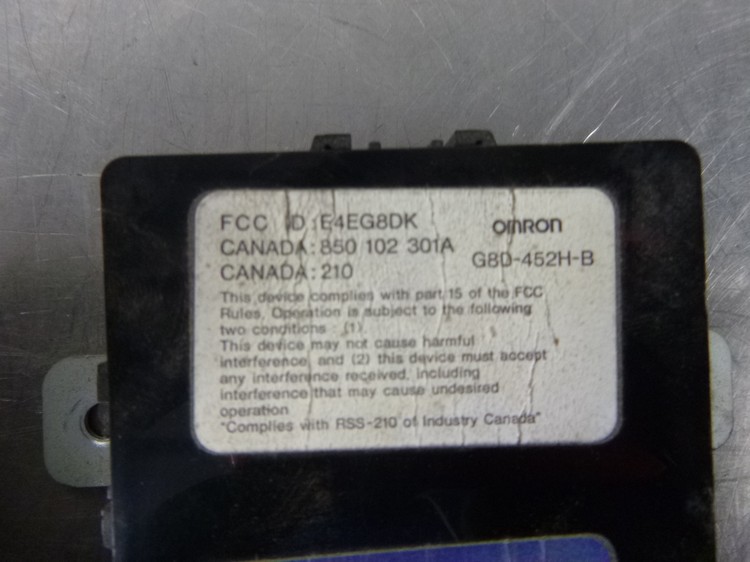 FCC ID:E4EG8DK
OMRON
CANADA:850 102 301A
G8D-452H-B
CANADA:210
This device complies with part 15 of the FCC
Rules. Operation is subject to the following
two conditions : (1)
This device may not cause harmful
interference, and (2) this device must accept
any interference received, including
interference that may cause undesired
operation
"Complies with RSS-210 of Industry Canada"